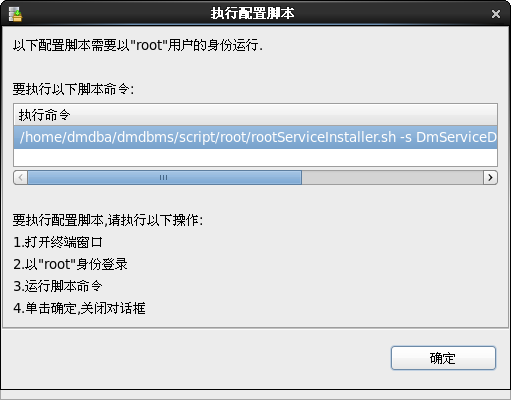 执行配置脚本
以下配置脚本需要以"root"用户的身份运行.
要执行以下脚本命令:
执行命令
/home/dmdba/dmdbms/script/root/rootServiceInstaller.sh -s DmServiceD
要执行配置脚本,请执行以下操作:
1.打开终端窗口
2.以"root"身份登录
3.运行脚本命令
4.单击确定,关闭对话框
确定